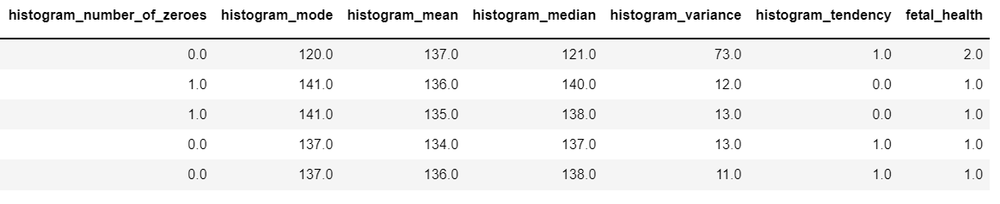 histogram_number_of_zeroes histogram_mode histogram_mean histogram_median histogram_variance histogram_tendency fetal_health
0.0 120.0 137.0 121.0 73.0 1.0 2.0
1.0 141.0 136.0 140.0 12.0 0.0 1.0
1.0 141.0 135.0 138.0 13.0 0.0 1.0
0.0 137.0 134.0 137.0 13.0 1.0 1.0
0.0 137.0 136.0 138.0 11.0 1.0 1.0